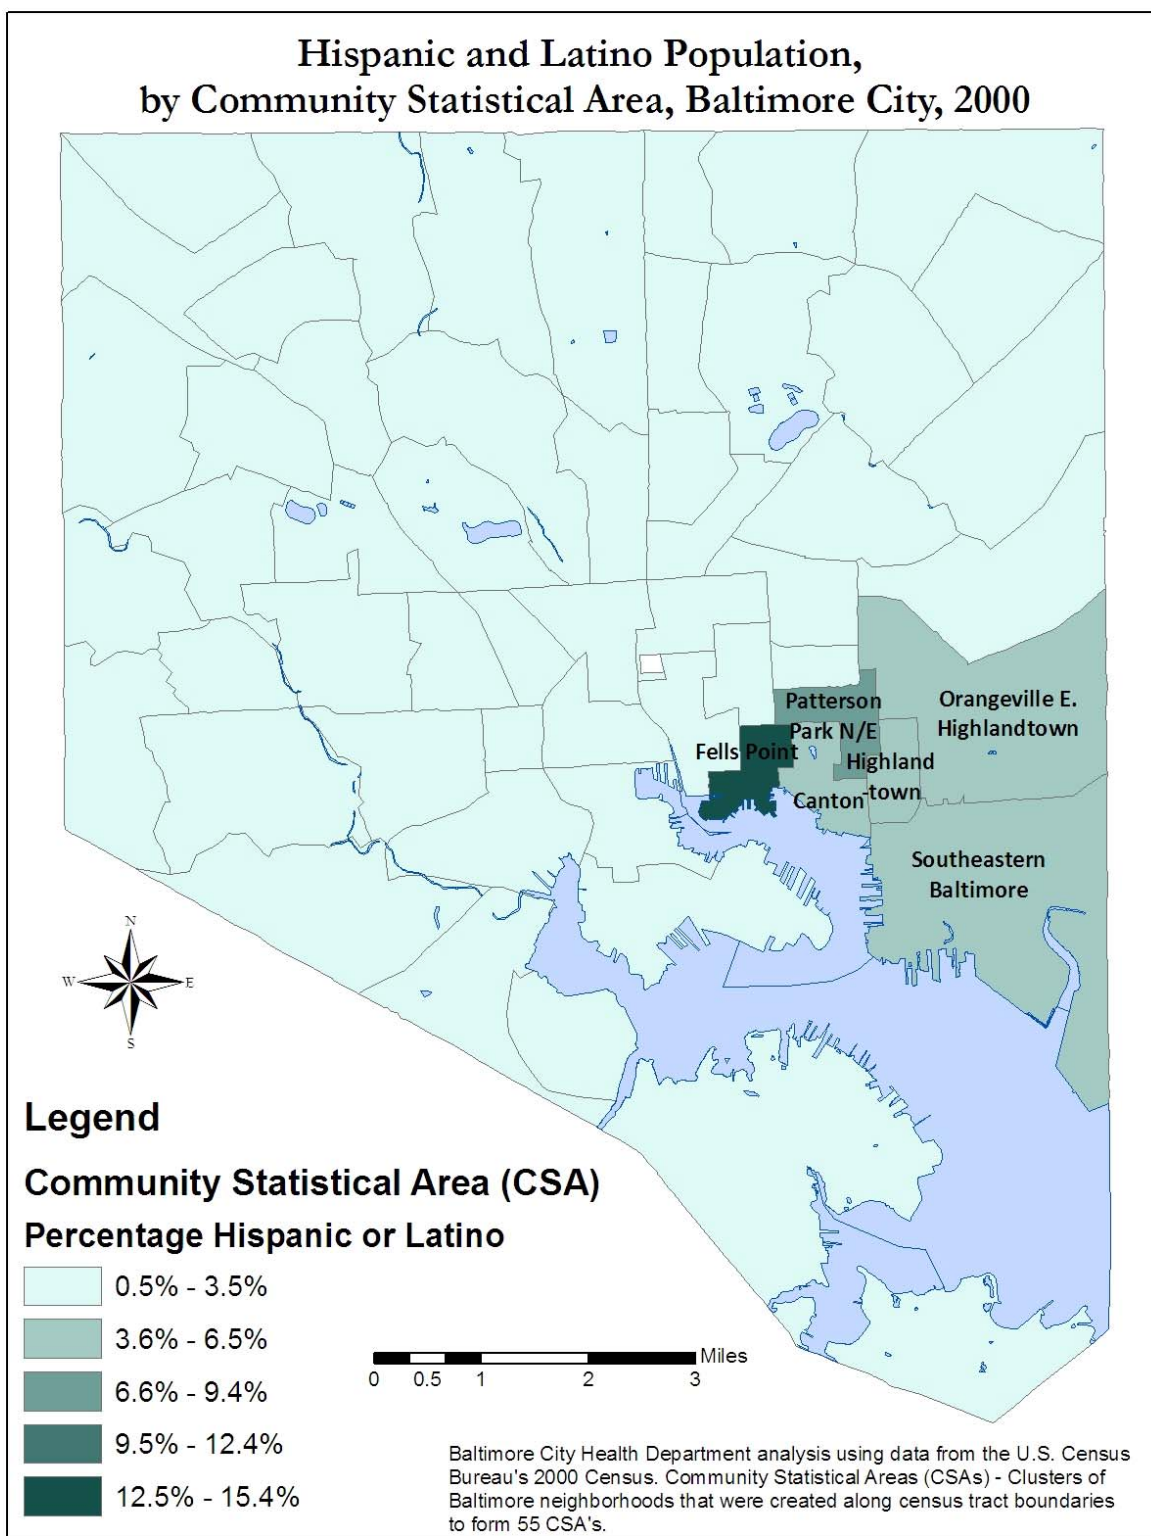 Hispanic and Latino Population,
by Community Statistical Area, Baltimore City, 2000
Patterson
Park N/E
Orangeville E.
Highlandtown
Fells Point
Highland
-town
Canton
Southeastern
Baltimore
N
W E
S
Legend
Community Statistical Area (CSA)
Percentage Hispanic or Latino
0.5% - 3.5%
3.6% - 6.5%
6.6% - 9.4%
9.5% - 12.4%
12.5% - 15.4%
Miles
0 0.5 1 2 3
Baltimore City Health Department analysis using data from the U.S. Census
Bureau's 2000 Census. Community Statistical Areas (CSAs) - Clusters of
Baltimore neighborhoods that were created along census tract boundaries
to form 55 CSA's.